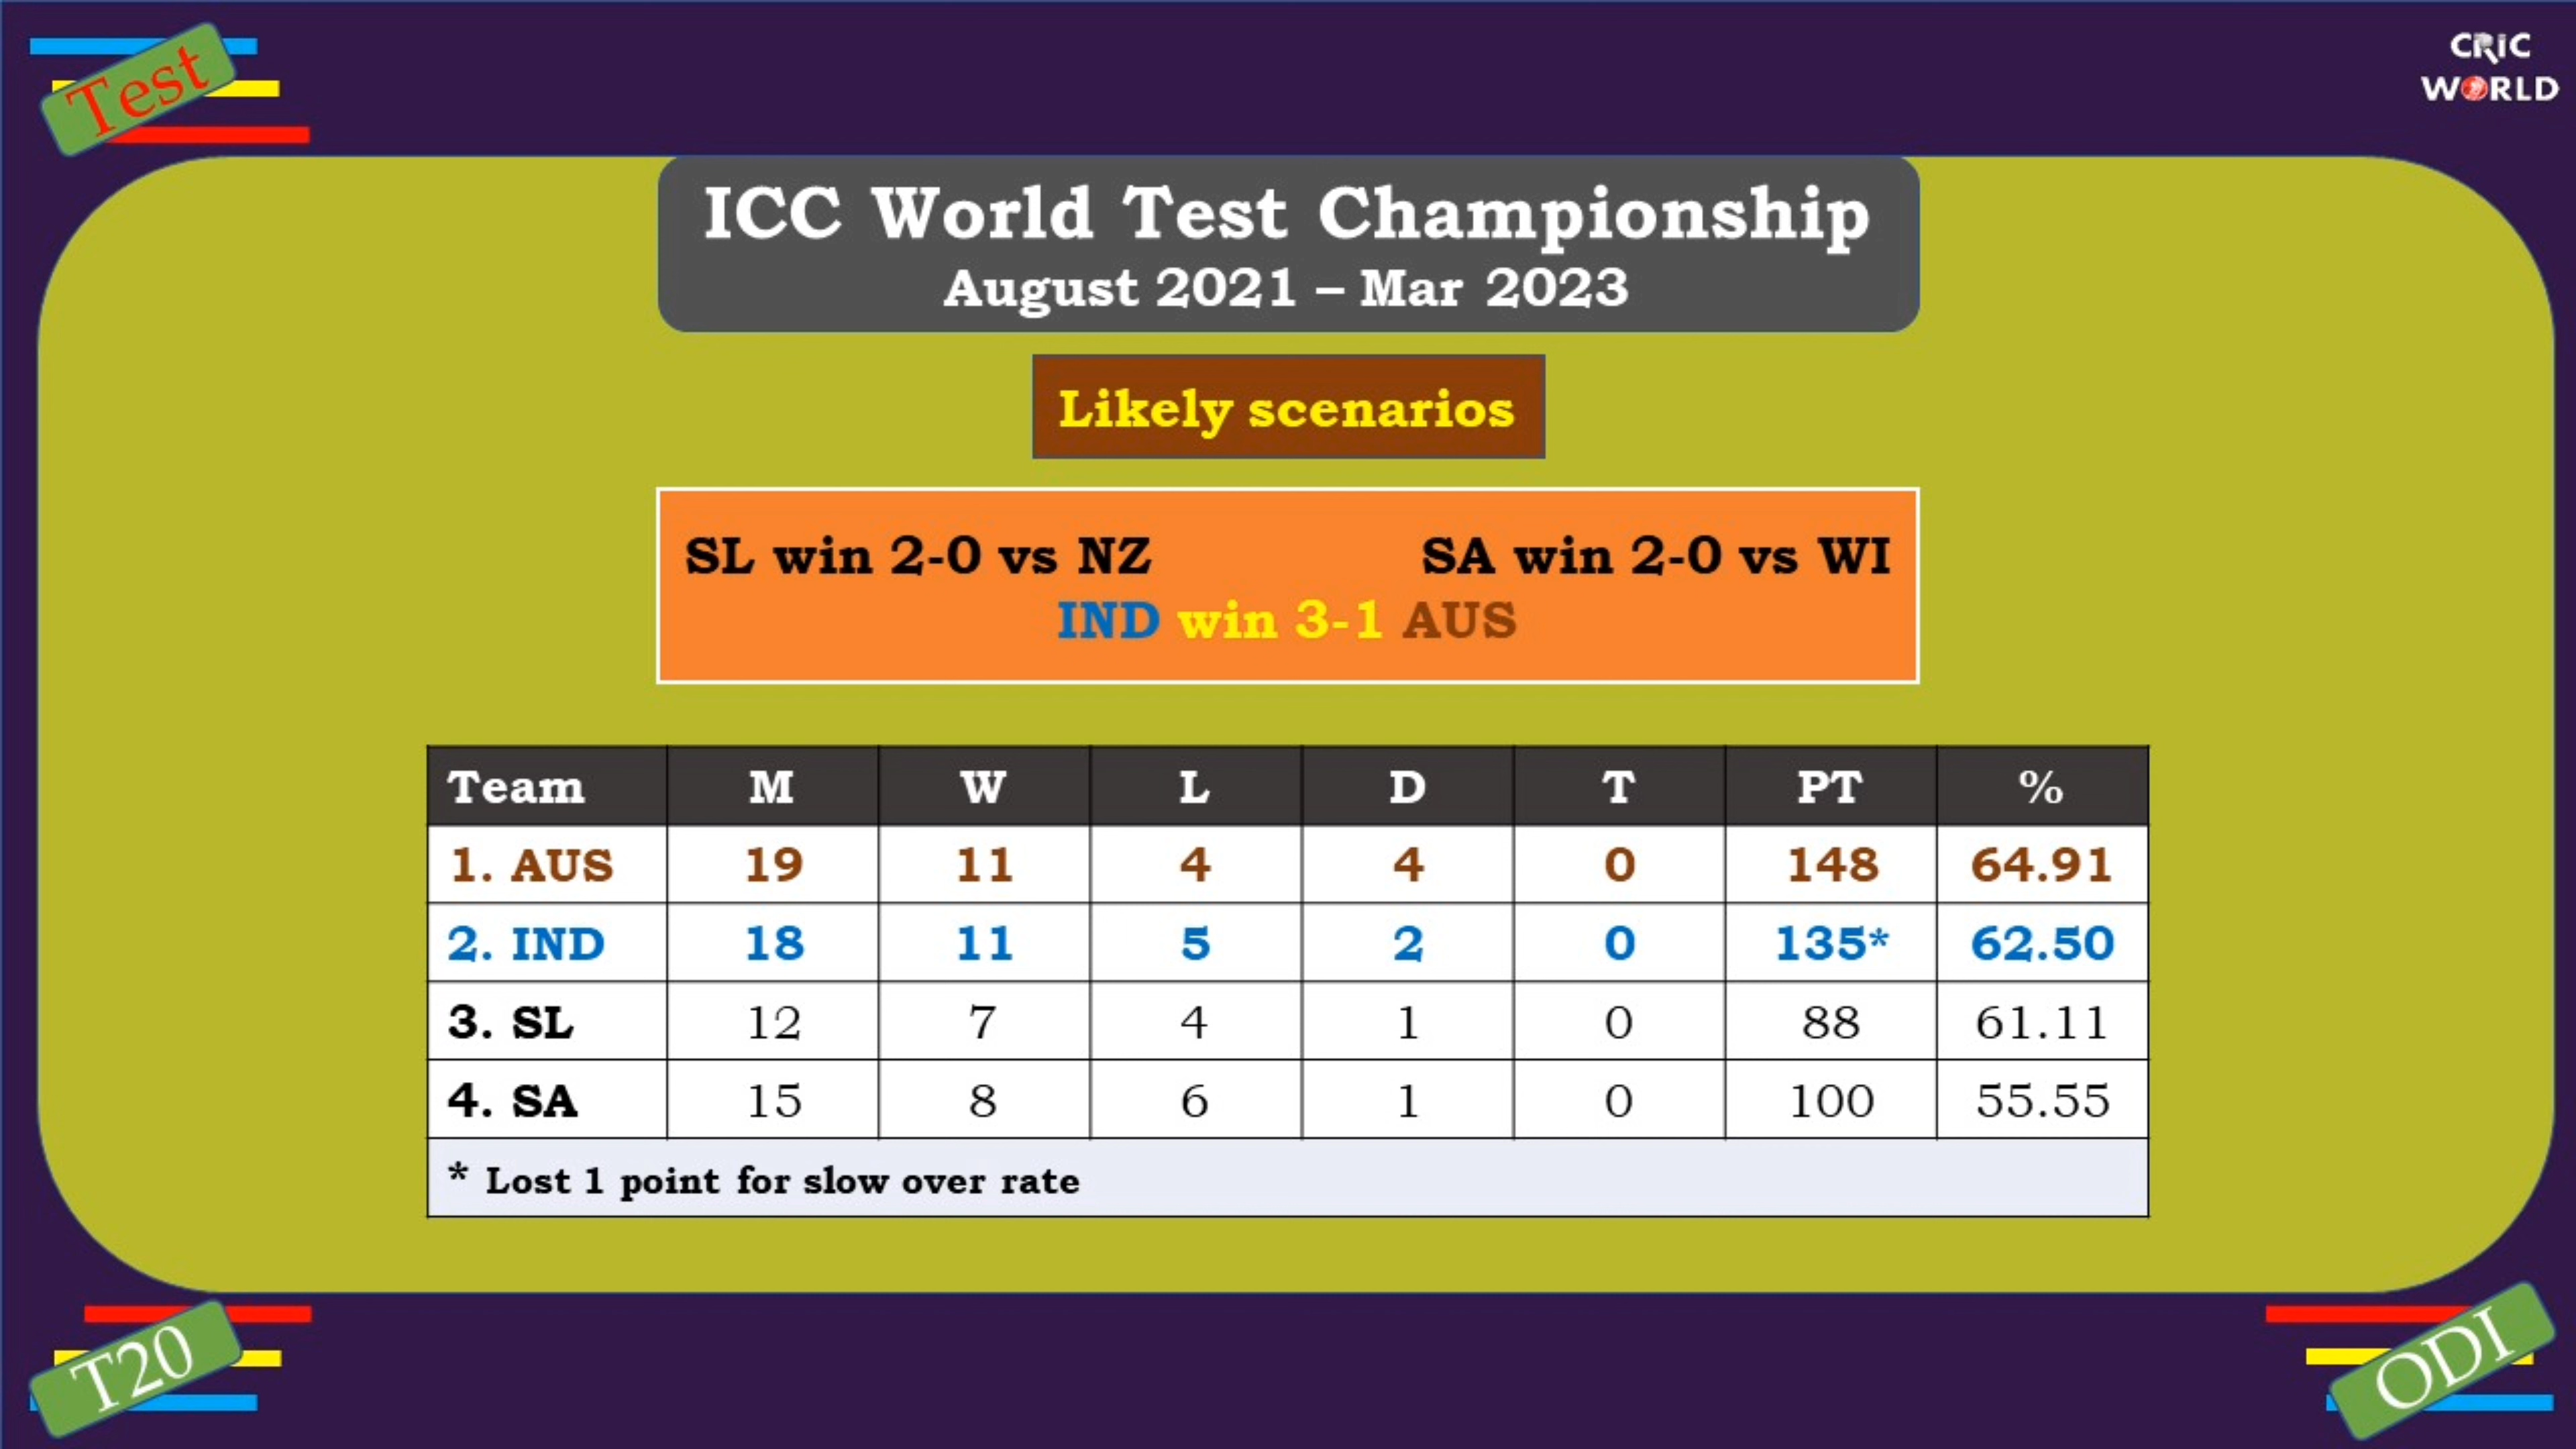 Test
CRiC
WORLD
ICC World Test Championship
August 2021 – Mar 2023
Likely scenarios
SL win 2-0 vs NZ SA win 2-0 vs WI
IND win 3-1 AUS
Team M W L D T PT %
1. AUS 19 11 4 4 0 148 64.91
2. IND 18 11 5 2 0 135* 62.50
3. SL 12 7 4 1 0 88 61.11
4. SA 15 8 6 1 0 100 55.55
* Lost 1 point for slow over rate
T20
ODI